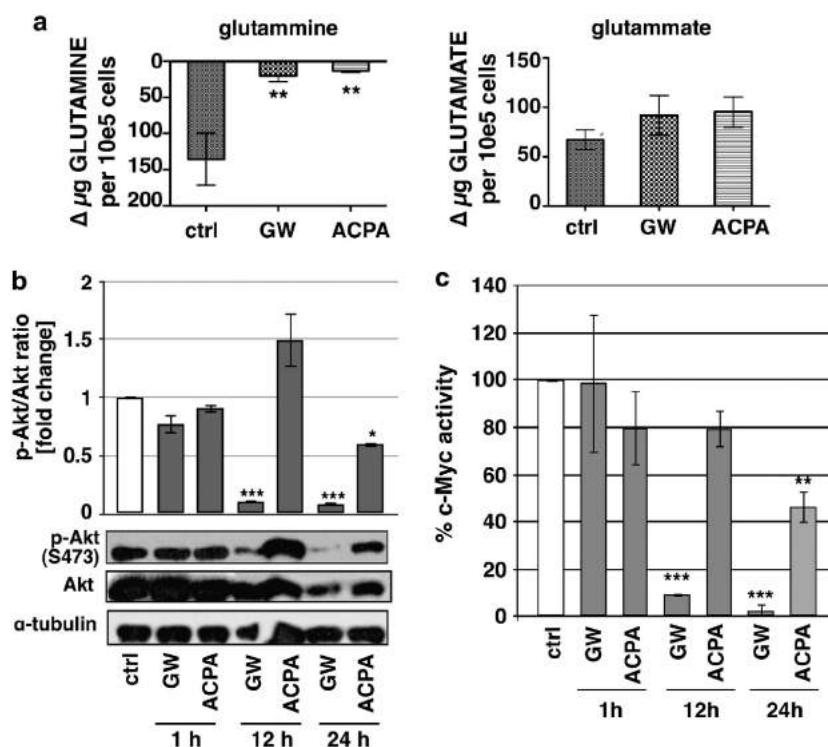 a
glutammine
Δ µg GLUTAMINE
per 10e5 cells
0
50
100
150
200
**
**
ctrl GW ACPA
glutammate
Δ µg GLUTAMATE
per 10e5 cells
150
100
50
0
ctrl GW ACPA
b
p-Akt/Akt ratio
[fold change]
2
1.5
1
0.5
0
***
***
*
p-Akt
(S473)
Akt
α-tubulin
ctrl GW ACPA GW ACPA GW ACPA
1 h 12 h 24 h
c
% c-Myc activity
140
120
100
80
60
40
20
0
***
***
**
ctrl GW ACPA GW ACPA GW ACPA
1h 12h 24h